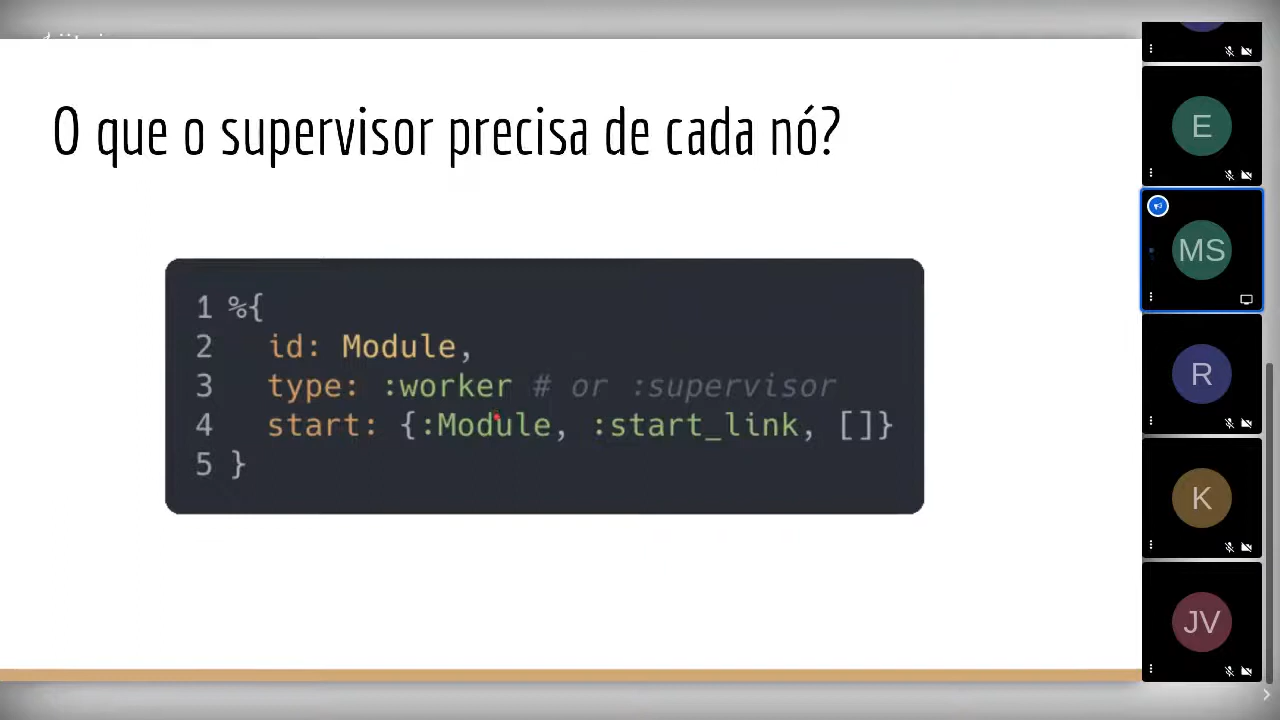 O que o supervisor precisa de cada nó?
1 %{
2 id: Module,
3 type: :worker # or :supervisor
4 start: {:Module, :start_link, []}
5 }
E
MS
R
K
JV